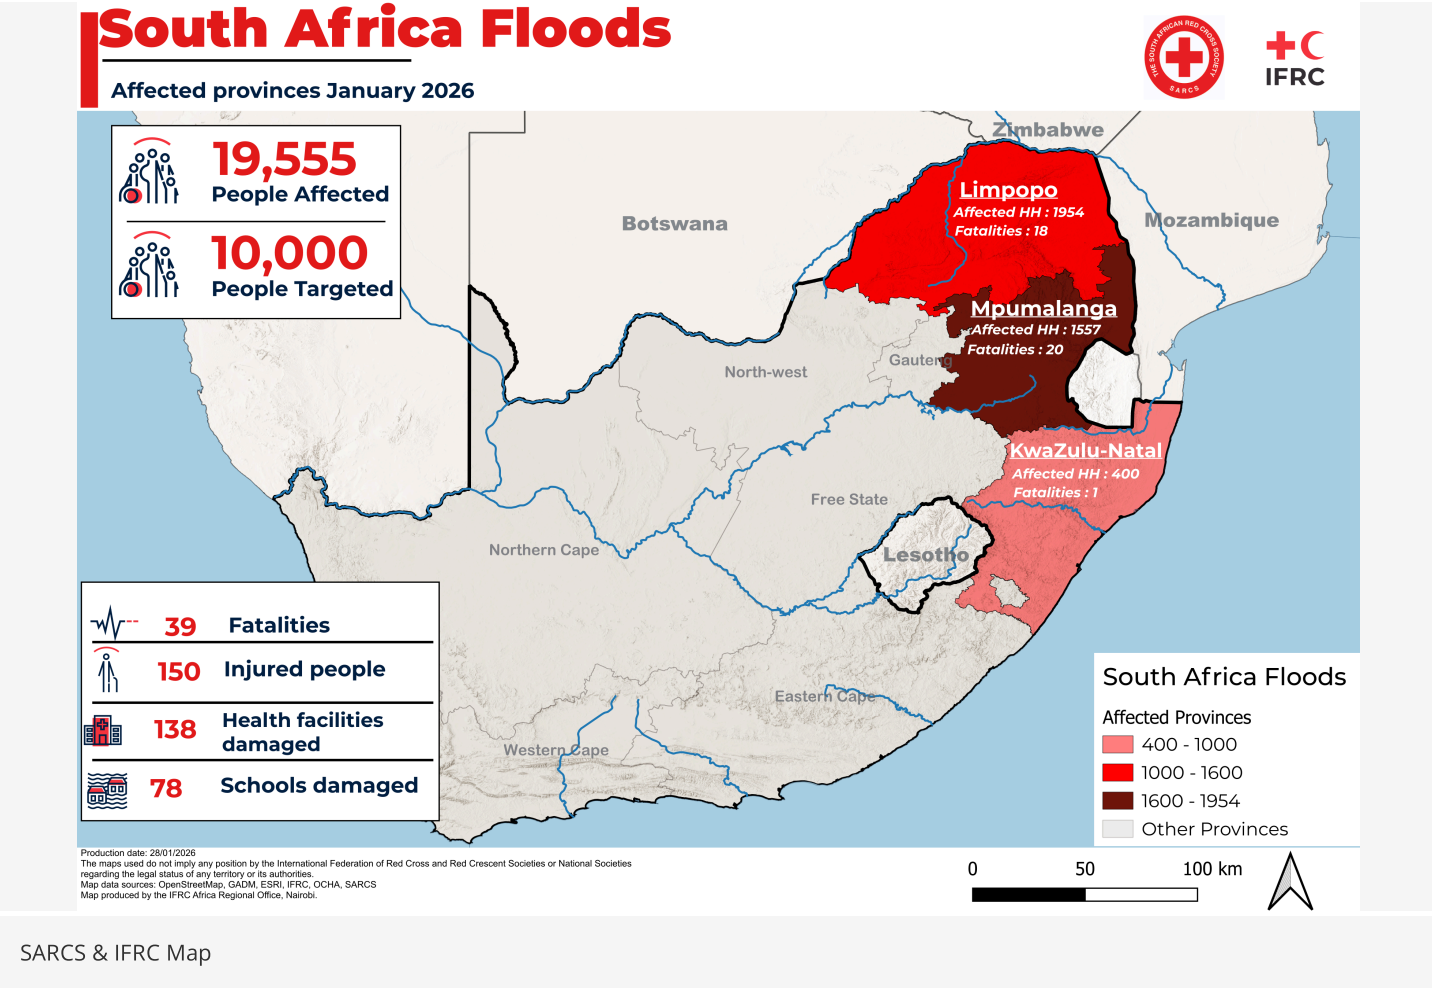 South Africa Floods
Affected provinces January 2026
THE SOUTH AFRICAN RED CROSS SOCIETY
SARCS
IFRC
19,555
People Affected
10,000
People Targeted
Zimbabwe
Botswana
Mozambique
Limpopo
Affected HH : 1954
Fatalities : 18
Mpumalanga
Affected HH : 1557
Fatalities : 20
Gauteng
North-west
KwaZulu-Natal
Affected HH : 400
Fatalities : 1
Free State
Northern Cape
Lesotho
Eastern Cape
Western Cape
39 Fatalities
150 Injured people
138 Health facilities
damaged
78 Schools damaged
South Africa Floods
Affected Provinces
400 - 1000
1000 - 1600
1600 - 1954
Other Provinces
Production date: 28/01/2026
The maps used do not imply any position by the International Federation of Red Cross and Red Crescent Societies or National Societies
regarding the legal status of any territory or its authorities.
Map data sources: OpenStreetMap, GADM, ESRI, IFRC, OCHA, SARCS
Map produced by the IFRC Africa Regional Office, Nairobi.
0 50 100 km
SARCS & IFRC Map